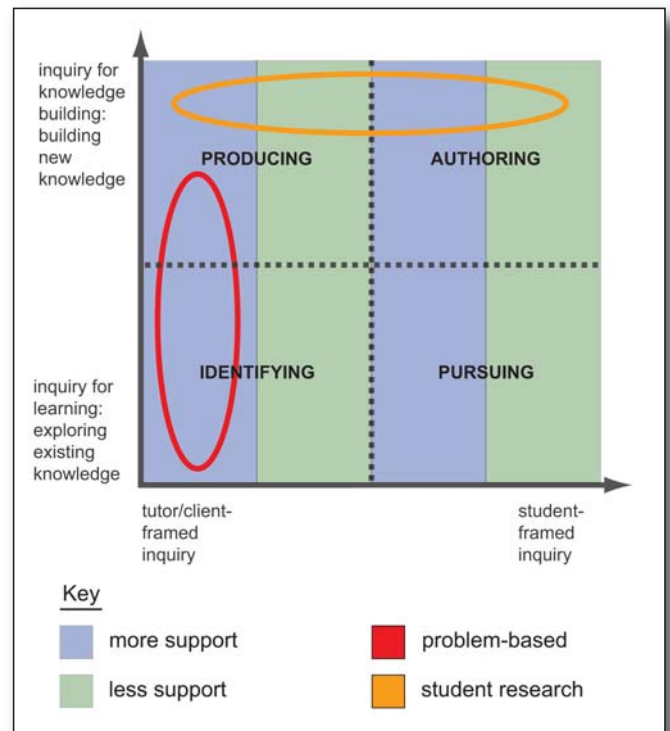 inquiry for
knowledge
building:
building
new
knowledge
PRODUCING
AUTHORING
IDENTIFYING
PURSUING
inquiry for
learning:
exploring
existing
knowledge
tutor/client-
framed
inquiry
student-
framed
inquiry
Key
more support
problem-based
less support
student research